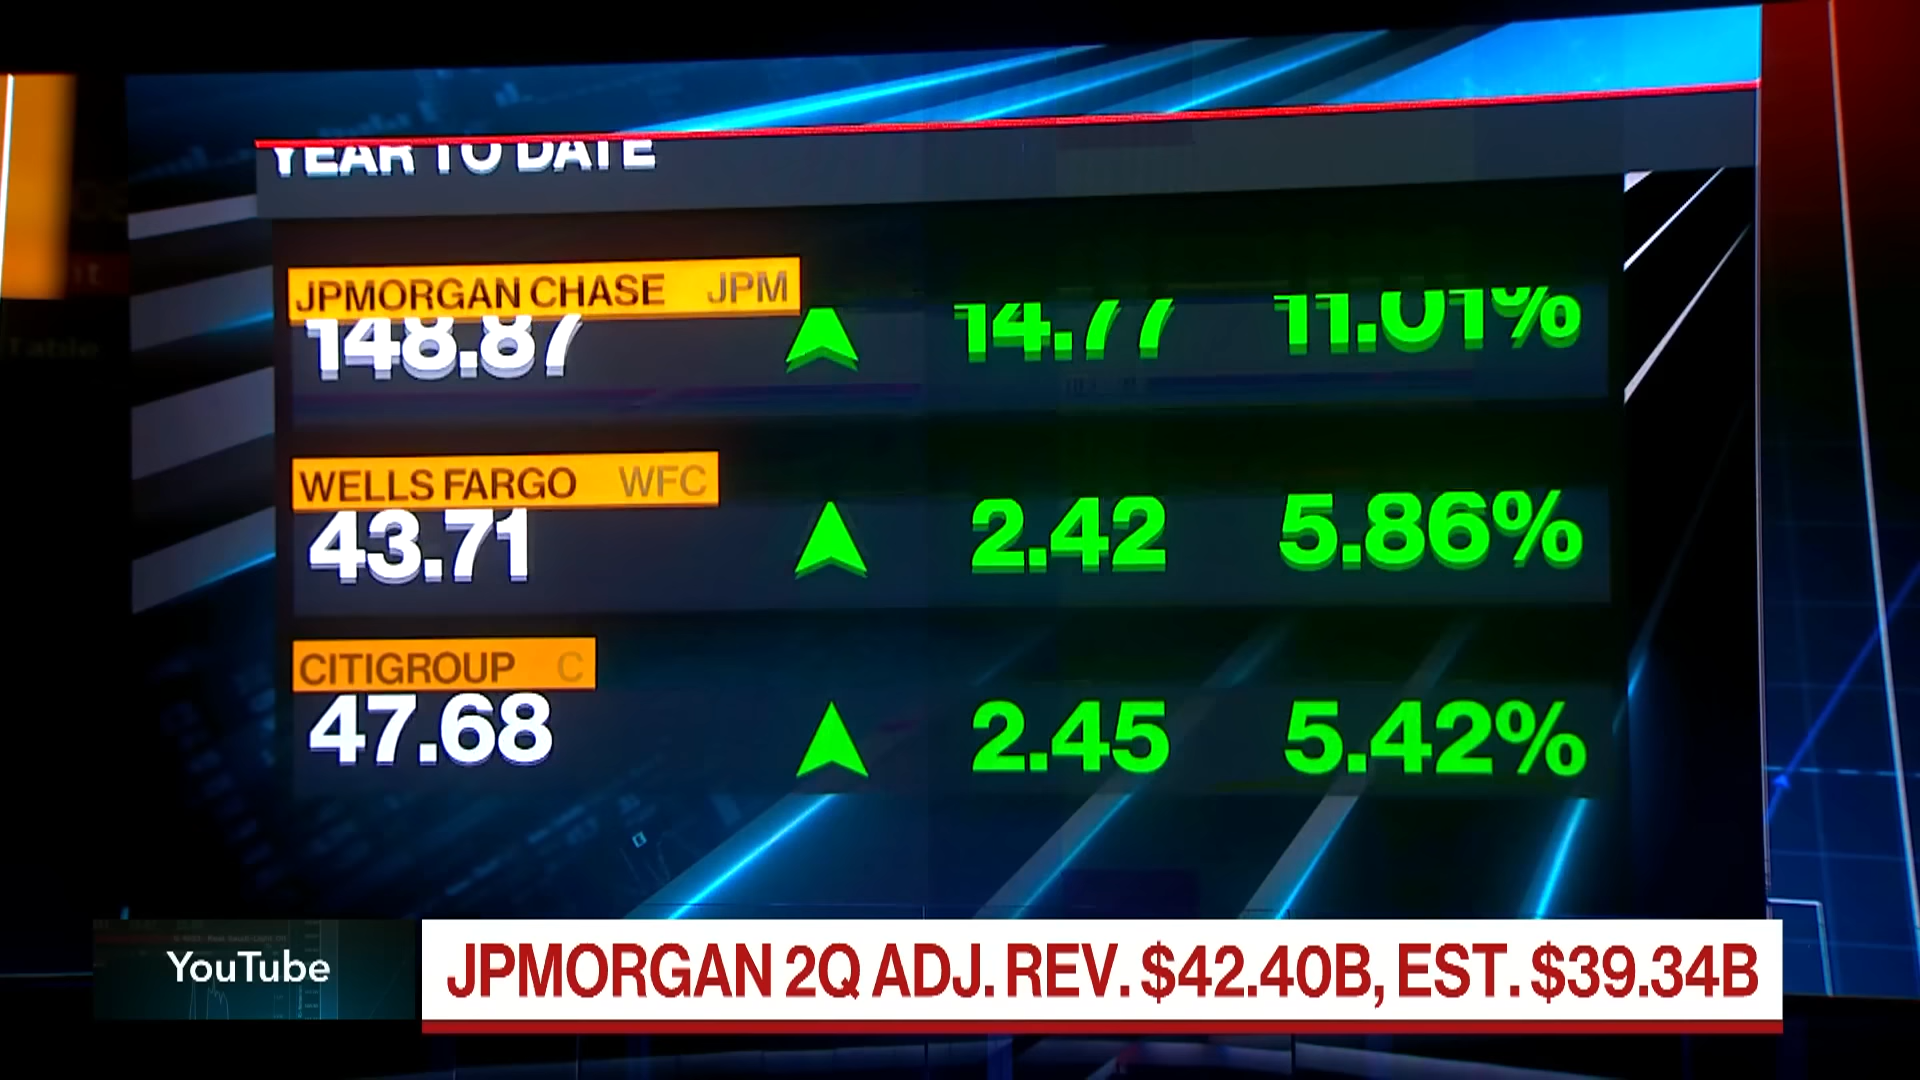 YEAR TO DATE
JPMORGAN CHASE JPM
148.87 14.77 11.01%
WELLS FARGO WFC
43.71 2.42 5.86%
CITIGROUP C
47.68 2.45 5.42%
YouTube
JPMORGAN 2Q ADJ. REV. $42.40B, EST. $39.34B